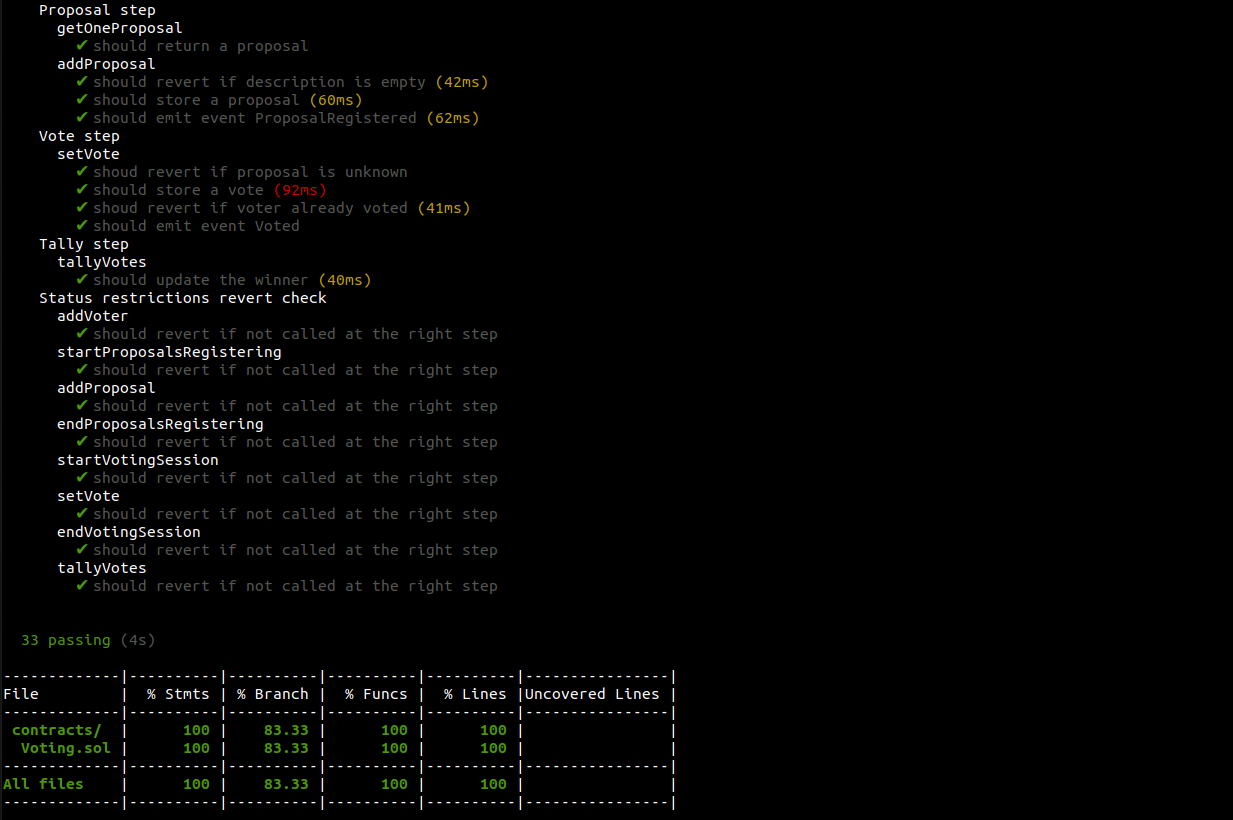 Proposal step
getOneProposal
✔ should return a proposal
addProposal
✔ should revert if description is empty (42ms)
✔ should store a proposal (60ms)
✔ should emit event ProposalRegistered (62ms)
Vote step
setVote
✔ shoud revert if proposal is unknown
✔ should store a vote (92ms)
✔ shoud revert if voter already voted (41ms)
✔ should emit event Voted
Tally step
tallyVotes
✔ should update the winner (40ms)
Status restrictions revert check
addVoter
✔ should revert if not called at the right step
startProposalsRegistering
✔ should revert if not called at the right step
addProposal
✔ should revert if not called at the right step
endProposalsRegistering
✔ should revert if not called at the right step
startVotingSession
✔ should revert if not called at the right step
setVote
✔ should revert if not called at the right step
endVotingSession
✔ should revert if not called at the right step
tallyVotes
✔ should revert if not called at the right step
33 passing (4s)
-------------|----------|----------|----------|----------|----------------|
File         |  % Stmts | % Branch |  % Funcs |  % Lines |Uncovered Lines |
-------------|----------|----------|----------|----------|----------------|
 contracts/  |      100 |    83.33 |      100 |      100 |                |
  Voting.sol |      100 |    83.33 |      100 |      100 |                |
-------------|----------|----------|----------|----------|----------------|
All files    |      100 |    83.33 |      100 |      100 |                |
-------------|----------|----------|----------|----------|----------------|